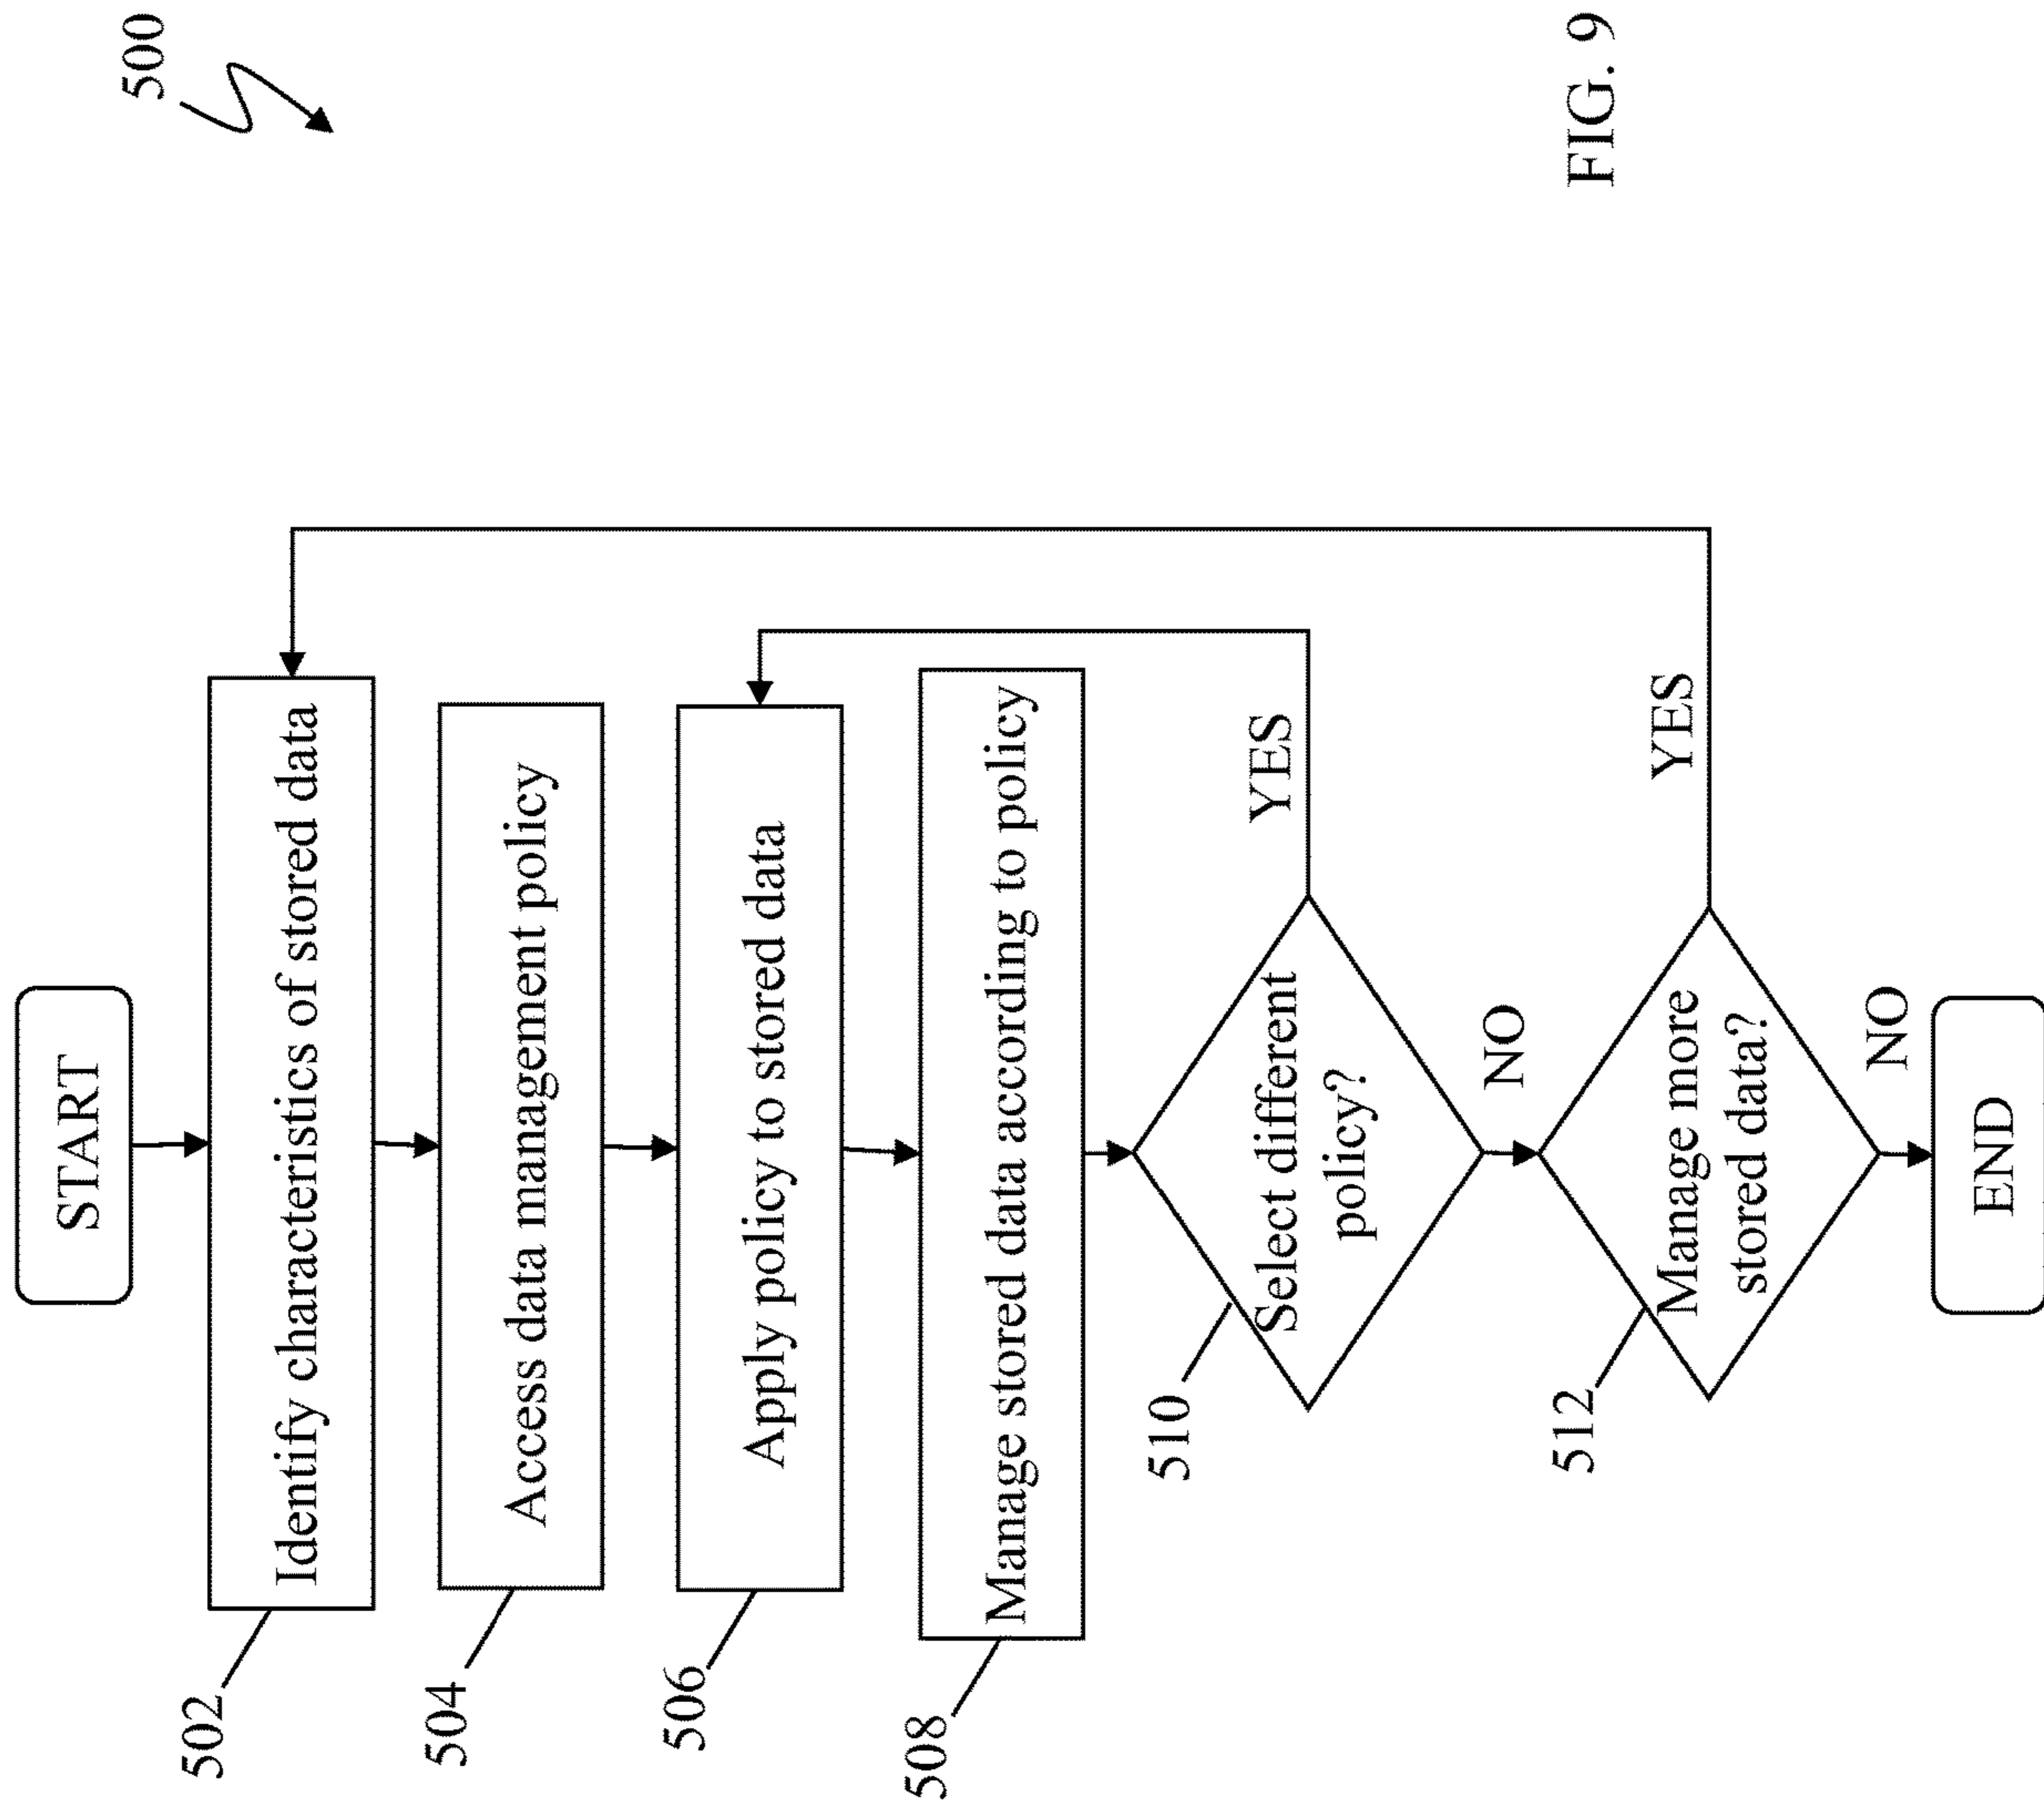 500
START
502
Identify characteristics of stored data
504
Access data management policy
506
Apply policy to stored data
508
Manage stored data according to policy
510
Select different
policy?
YES
NO
512
Manage more
stored data?
YES
NO
END
FIG. 9